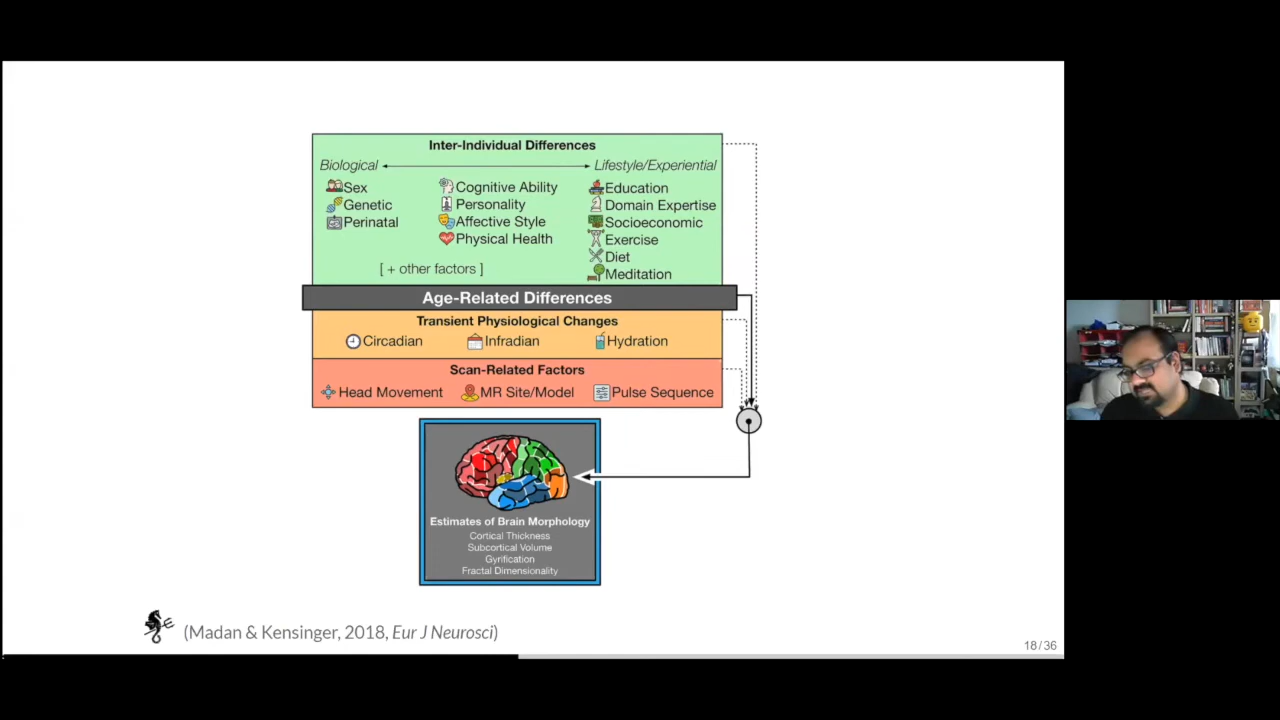 Inter-Individual Differences
Biological
Lifestyle/Experiential
Sex
Genetic
Perinatal
Cognitive Ability
Personality
Affective Style
Physical Health
Education
Domain Expertise
Socioeconomic
Exercise
Diet
Meditation
[ + other factors ]
Age-Related Differences
Transient Physiological Changes
Circadian
Infradian
Hydration
Scan-Related Factors
Head Movement
MR Site/Model
Pulse Sequence
Estimates of Brain Morphology
Cortical Thickness
Subcortical Volume
Gyrification
Fractal Dimensionality
(Madan & Kensinger, 2018, Eur J Neurosci)
18 / 36